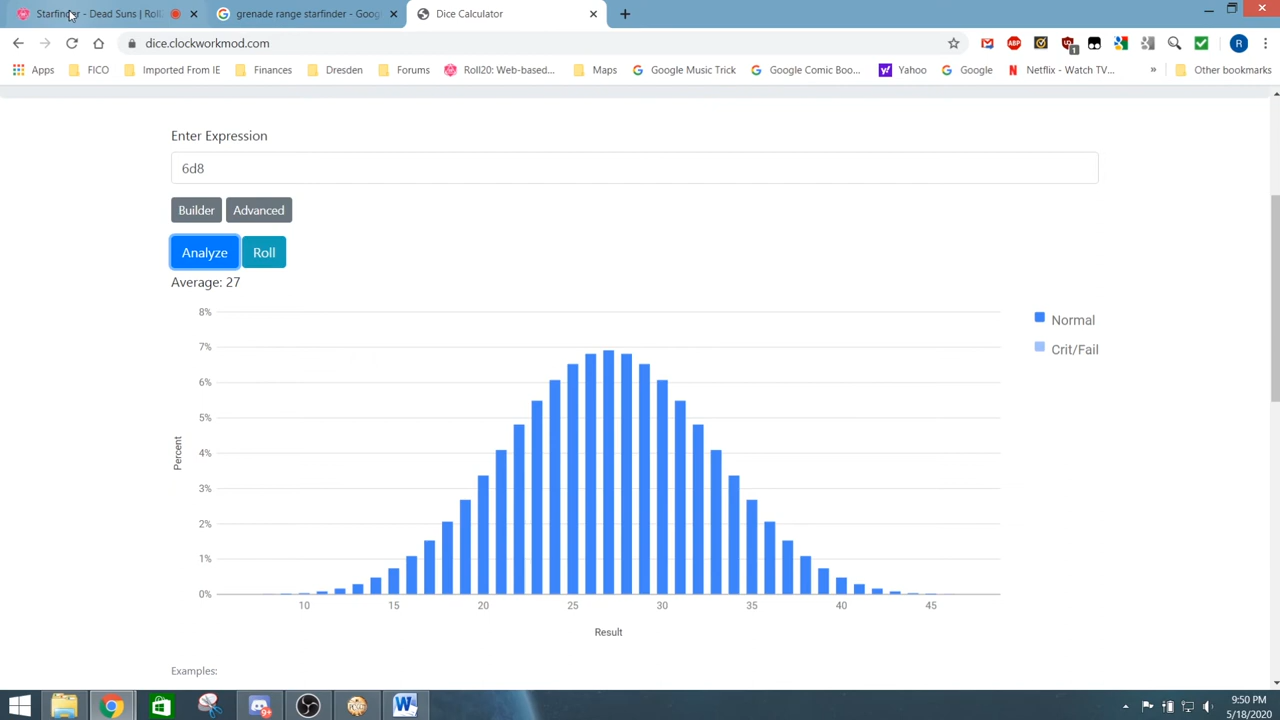 Starfinder - Dead Suns | Roll2
grenade range starfinder - Goog
Dice Calculator
dice.clockworkmod.com
Apps
FICO
Imported From IE
Finances
Dresden
Forums
Roll20: Web-based...
Maps
Google Music Trick
Google Comic Boo...
Yahoo
Google
Netflix - Watch TV...
»
Other bookmarks
Enter Expression
6d8
Builder
Advanced
Analyze
Roll
Average: 27
8%
7%
6%
5%
4%
3%
2%
1%
0%
Percent
10
15
20
25
30
35
40
45
Result
Normal
Crit/Fail
Examples:
9:50 PM
5/18/2020